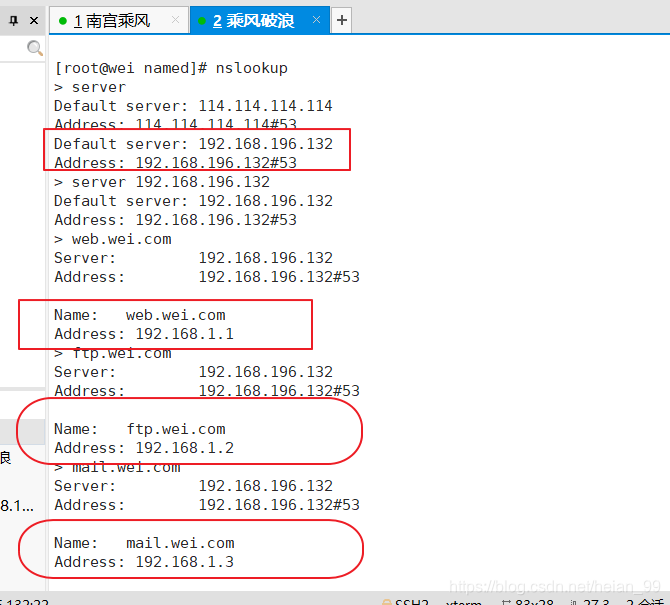 1 南宫乘风
2 乘风破浪
[root@wei named]# nslookup
> server
Default server: 114.114.114.114
Address: 114.114.114.114#53
Default server: 192.168.196.132
Address: 192.168.196.132#53
> server 192.168.196.132
Default server: 192.168.196.132
Address: 192.168.196.132#53
> web.wei.com
Server: 192.168.196.132
Address: 192.168.196.132#53
Name: web.wei.com
Address: 192.168.1.1
> ftp.wei.com
Server: 192.168.196.132
Address: 192.168.196.132#53
Name: ftp.wei.com
Address: 192.168.1.2
> mail.wei.com
浪
Server: 192.168.196.132
Address: 192.168.196.132#53
8.1...
Name: mail.wei.com
Address: 192.168.1.3
https://blog.csdn.net/heian_99
132:22 SSH2 xterm 83x28 27,3 2 会话